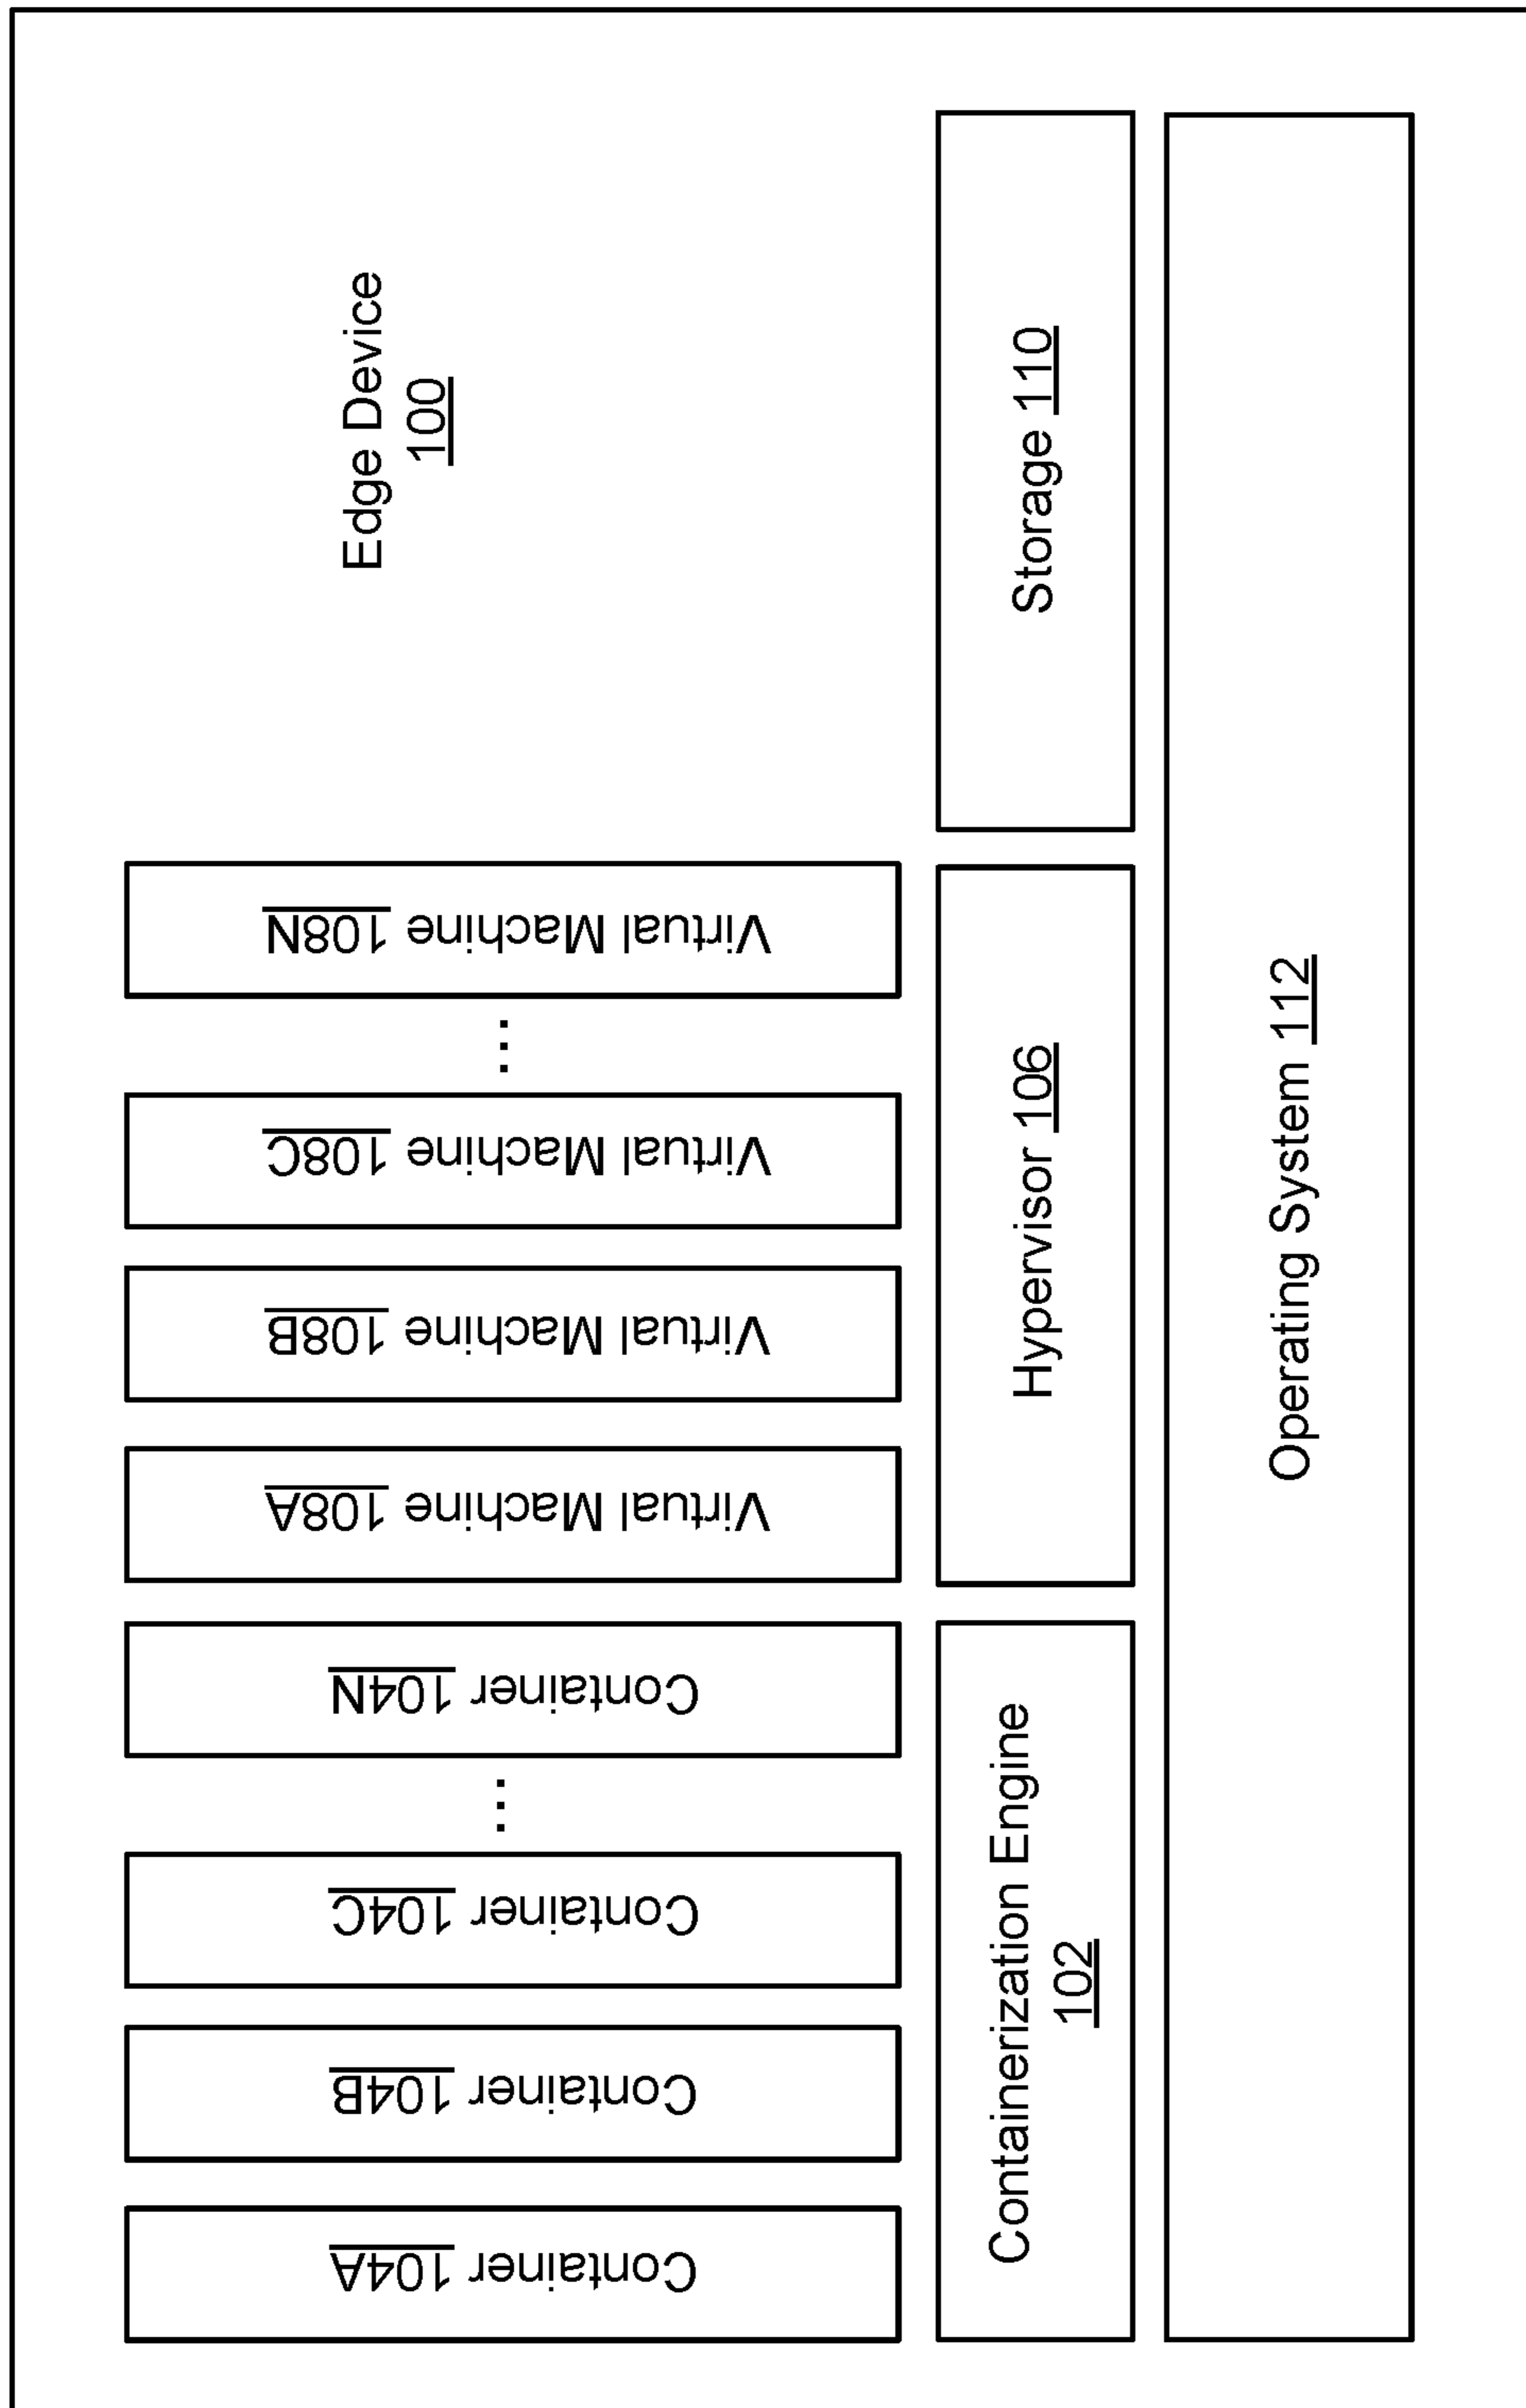 Edge Device
100
Container 104A
Container 104B
Container 104C
...
Container 104N
Virtual Machine 108A
Virtual Machine 108B
Virtual Machine 108C
...
Virtual Machine 108N
Containerization Engine
102
Hypervisor 106
Storage 110
Operating System 112